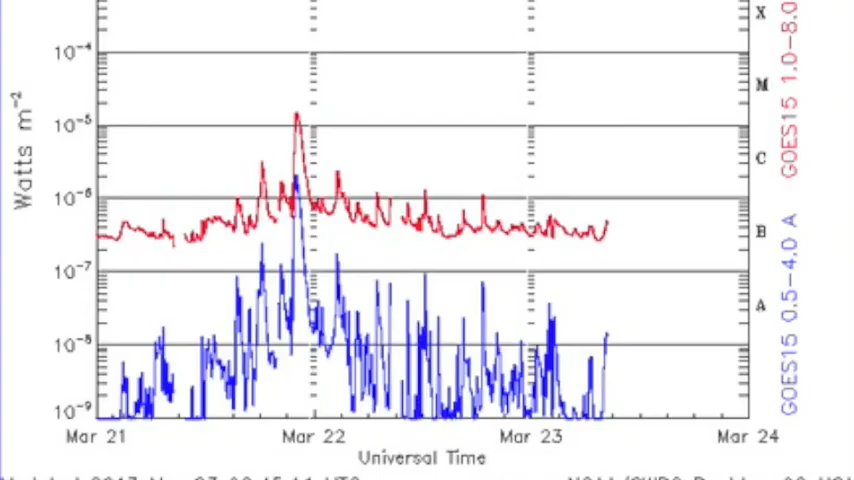 X
10⁻⁴
M
10⁻⁵
C
10⁻⁶
B
10⁻⁷
A
10⁻⁸
10⁻⁹
Watts m⁻²
GOES15 1.0-8.0
GOES15 0.5-4.0 A
Mar 21 Mar 22 Mar 23 Mar 24
Universal Time